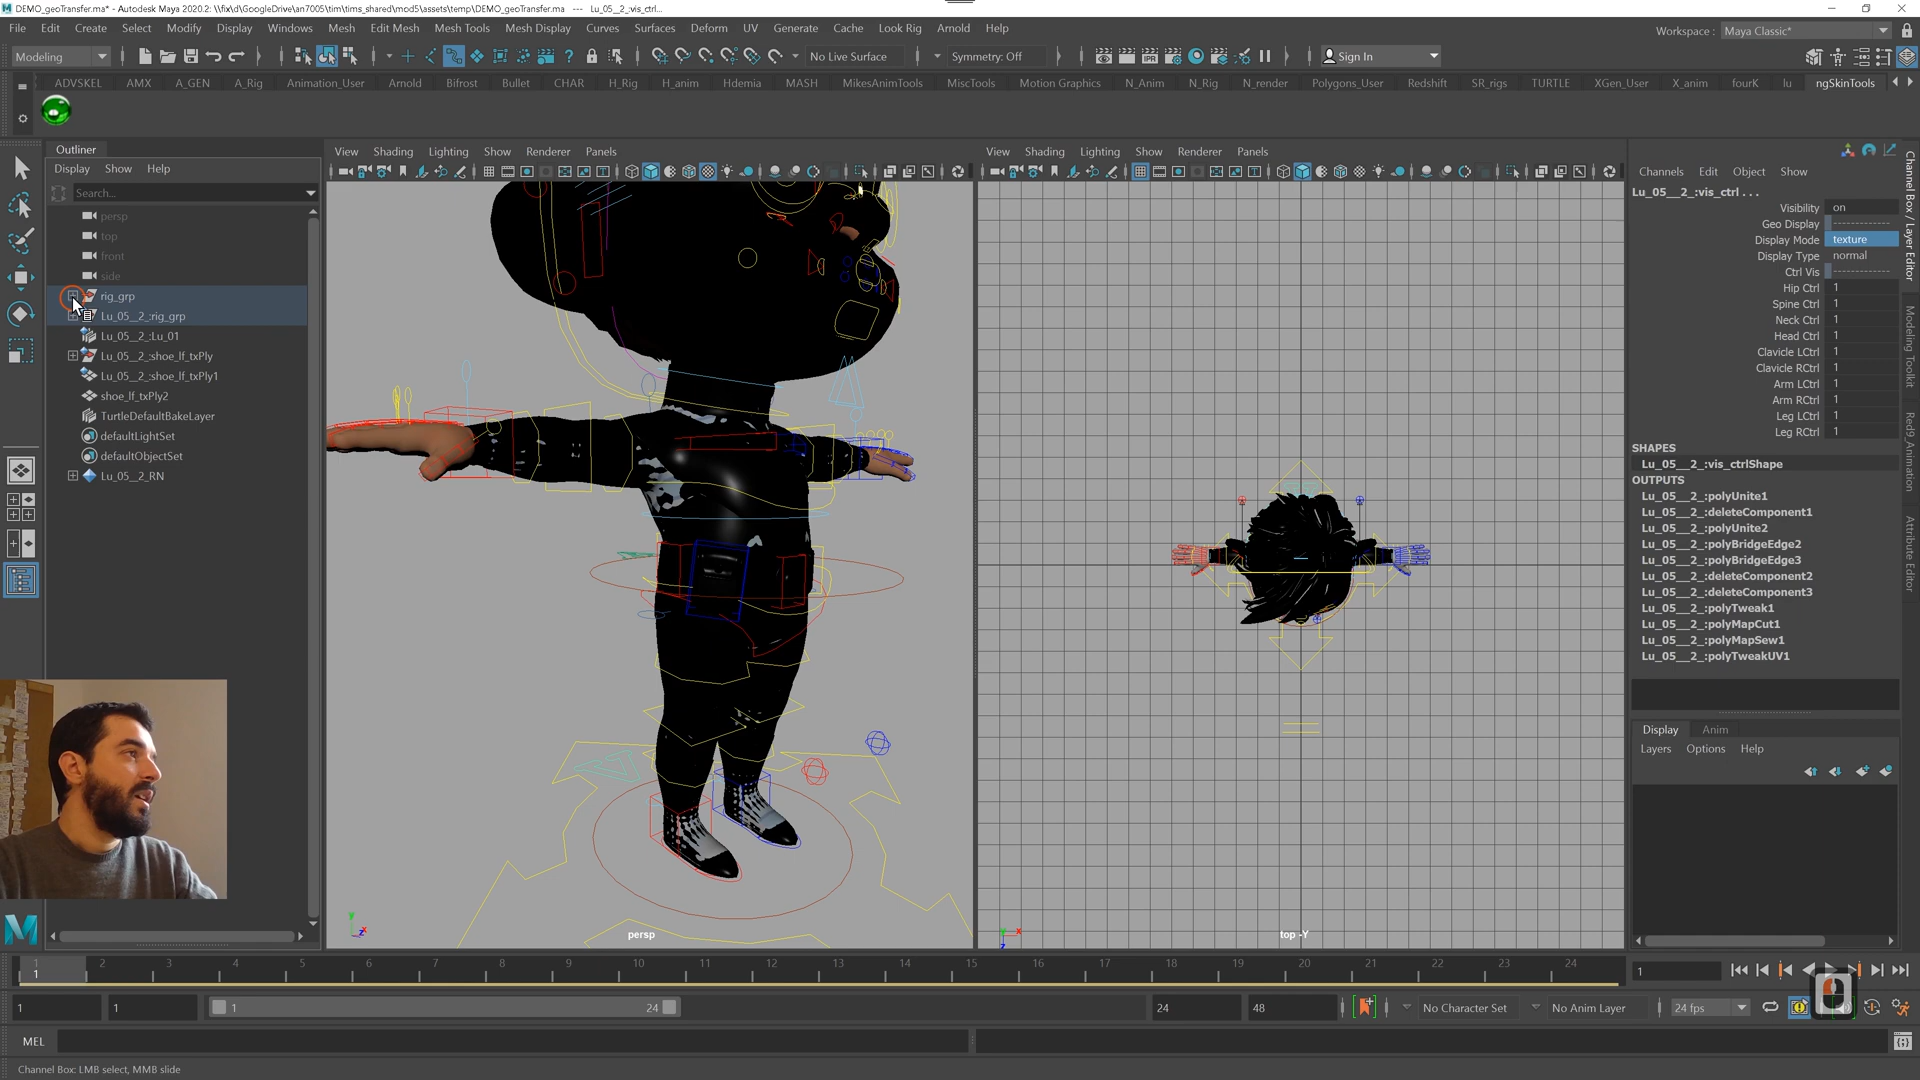 DEMO_geoTransfer.ma* - Autodesk Maya 2020.2: \\fix\d\GoogleDrive\an7005\tim\tims_shared\mod5\assets\temp\DEMO_geoTransfer.ma --- Lu_05__2_:vis_ctrl...
File Edit Create Select Modify Display Windows Mesh Edit Mesh Mesh Tools Mesh Display Curves Surfaces Deform UV Generate Cache Look Rig Arnold Help
Workspace : Maya Classic*
Modeling
No Live Surface
Symmetry: Off
Sign In
ADVSKEL AMX A_GEN A_Rig Animation_User Arnold Bifrost Bullet CHAR H_Rig H_anim Hdemia MASH MikesAnimTools MiscTools Motion Graphics N_Anim N_Rig N_render Polygons_User Redshift SR_rigs TURTLE XGen_User X_anim fourK lu ngSkinTools
Outliner
Display Show Help
Search...
persp
top
front
side
rig_grp
Lu_05__2_:rig_grp
Lu_05__2_:Lu_01
Lu_05__2_:shoe_lf_txPly
Lu_05__2_:shoe_lf_txPly1
shoe_lf_txPly2
TurtleDefaultBakeLayer
defaultLightSet
defaultObjectSet
Lu_05__2_RN
View Shading Lighting Show Renderer Panels
IPR
persp
View Shading Lighting Show Renderer Panels
top -Y
Channels Edit Object Show
Lu_05__2_:vis_ctrl . . .
Visibility on
Geo Display ------------
Display Mode texture
Display Type normal
Ctrl Vis ------------
Hip Ctrl 1
Spine Ctrl 1
Neck Ctrl 1
Head Ctrl 1
Clavicle LCtrl 1
Clavicle RCtrl 1
Arm LCtrl 1
Arm RCtrl 1
Leg LCtrl 1
Leg RCtrl 1
SHAPES
Lu_05__2_:vis_ctrlShape
OUTPUTS
Lu_05__2_:polyUnite1
Lu_05__2_:deleteComponent1
Lu_05__2_:polyUnite2
Lu_05__2_:polyBridgeEdge2
Lu_05__2_:polyBridgeEdge3
Lu_05__2_:deleteComponent2
Lu_05__2_:deleteComponent3
Lu_05__2_:polyTweak1
Lu_05__2_:polyMapCut1
Lu_05__2_:polyMapSew1
Lu_05__2_:polyTweakUV1
Display Anim
Layers Options Help
Channel Box / Layer Editor
Modeling Toolkit
Red9_Animation
Attribute Editor
1 2 3 4 5 6 7 8 9 10 11 12 13 14 15 16 17 18 19 20 21 22 23 24
1
1
1 1 1 24 24 48 No Character Set No Anim Layer 24 fps
MEL
Channel Box: LMB select, MMB slide